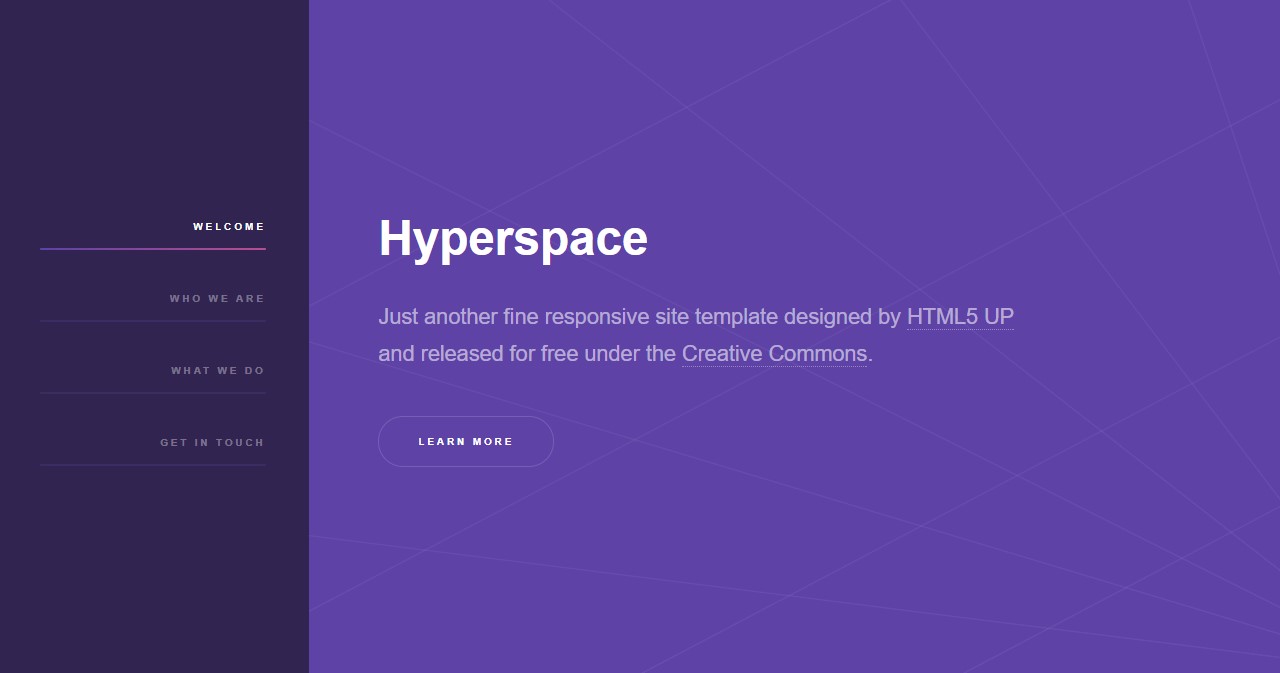 WELCOME
WHO WE ARE
WHAT WE DO
GET IN TOUCH
Hyperspace
Just another fine responsive site template designed by HTML5 UP
and released for free under the Creative Commons.
LEARN MORE